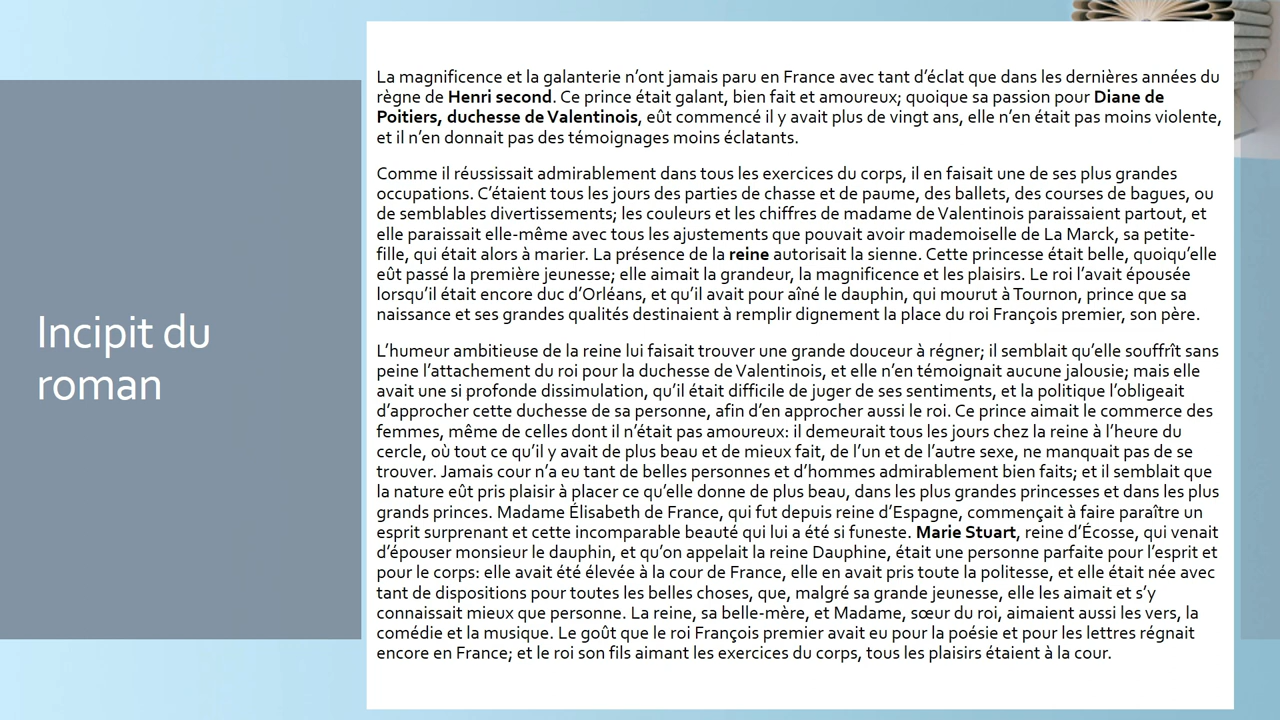 Incipit du
roman
La magnificence et la galanterie n’ont jamais paru en France avec tant d’éclat que dans les dernières années du
règne de Henri second. Ce prince était galant, bien fait et amoureux; quoique sa passion pour Diane de
Poitiers, duchesse de Valentinois, eût commencé il y avait plus de vingt ans, elle n’en était pas moins violente,
et il n’en donnait pas des témoignages moins éclatants.
Comme il réussissait admirablement dans tous les exercices du corps, il en faisait une de ses plus grandes
occupations. C’étaient tous les jours des parties de chasse et de paume, des ballets, des courses de bagues, ou
de semblables divertissements; les couleurs et les chiffres de madame de Valentinois paraissaient partout, et
elle paraissait elle-même avec tous les ajustements que pouvait avoir mademoiselle de La Marck, sa petite-
fille, qui était alors à marier. La présence de la reine autorisait la sienne. Cette princesse était belle, quoiqu’elle
eût passé la première jeunesse; elle aimait la grandeur, la magnificence et les plaisirs. Le roi l’avait épousée
lorsqu’il était encore duc d’Orléans, et qu’il avait pour aîné le dauphin, qui mourut à Tournon, prince que sa
naissance et ses grandes qualités destinaient à remplir dignement la place du roi François premier, son père.
L’humeur ambitieuse de la reine lui faisait trouver une grande douceur à régner; il semblait qu’elle souffrît sans
peine l’attachement du roi pour la duchesse de Valentinois, et elle n’en témoignait aucune jalousie; mais elle
avait une si profonde dissimulation, qu’il était difficile de juger de ses sentiments, et la politique l’obligeait
d’approcher cette duchesse de sa personne, afin d’en approcher aussi le roi. Ce prince aimait le commerce des
femmes, même de celles dont il n’était pas amoureux: il demeurait tous les jours chez la reine à l’heure du
cercle, où tout ce qu’il y avait de plus beau et de mieux fait, de l’un et de l’autre sexe, ne manquait pas de se
trouver. Jamais cour n’a eu tant de belles personnes et d’hommes admirablement bien faits; et il semblait que
la nature eût pris plaisir à placer ce qu’elle donne de plus beau, dans les plus grandes princesses et dans les plus
grands princes. Madame Élisabeth de France, qui fut depuis reine d’Espagne, commençait à faire paraître un
esprit surprenant et cette incomparable beauté qui lui a été si funeste. Marie Stuart, reine d’Écosse, qui venait
d’épouser monsieur le dauphin, et qu’on appelait la reine Dauphine, était une personne parfaite pour l’esprit et
pour le corps: elle avait été élevée à la cour de France, elle en avait pris toute la politesse, et elle était née avec
tant de dispositions pour toutes les belles choses, que, malgré sa grande jeunesse, elle les aimait et s’y
connaissait mieux que personne. La reine, sa belle-mère, et Madame, sœur du roi, aimaient aussi les vers, la
comédie et la musique. Le goût que le roi François premier avait eu pour la poésie et pour les lettres régnait
encore en France; et le roi son fils aimant les exercices du corps, tous les plaisirs étaient à la cour.